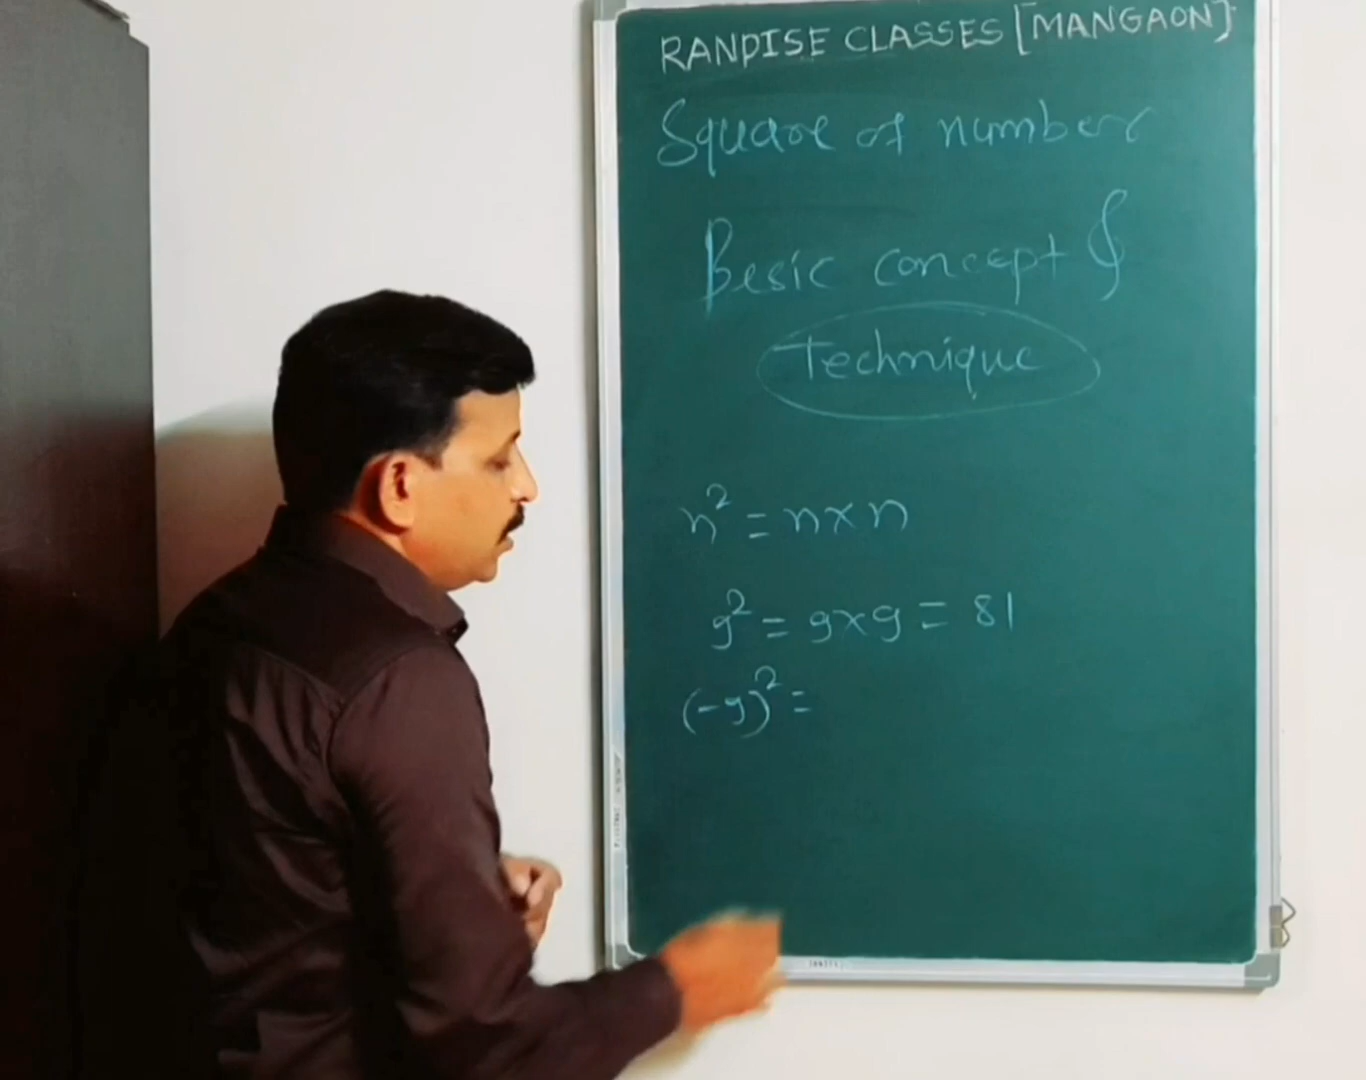 RANDISE CLASSES [MANGAON]
Square of number
Besic concept &
Technique
n² = n×n
9² = 9×9 = 81
(-9)² =